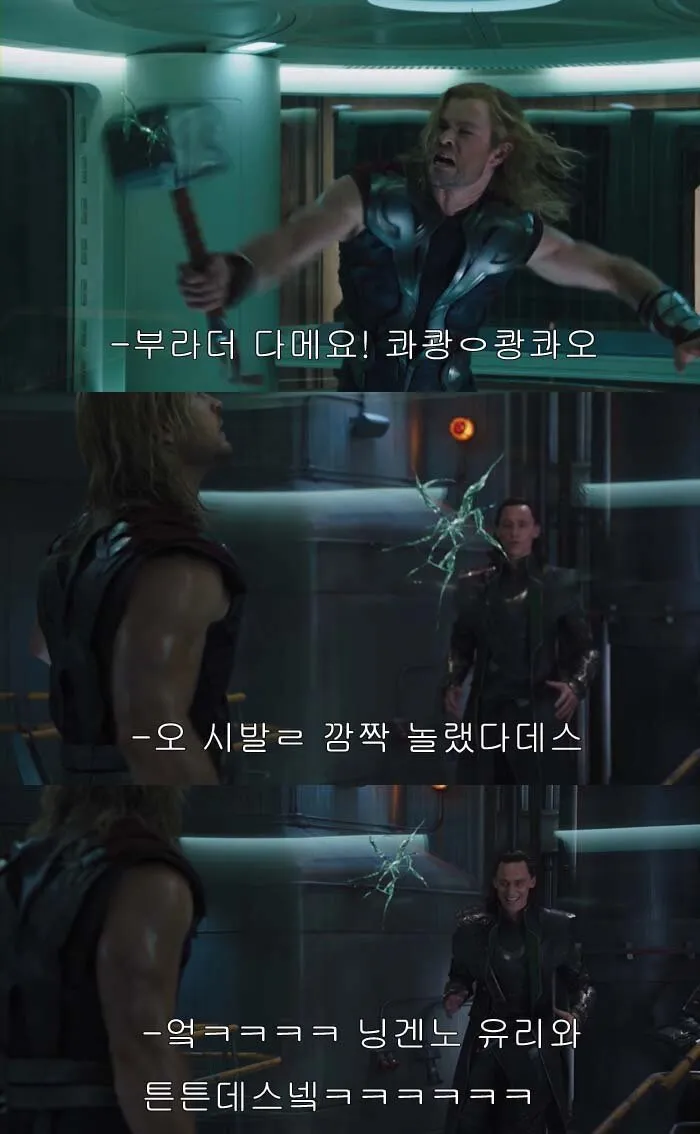 -부라더 다메요! 콰쾅ㅇ쾅콰오
-오 시발ㄹ 깜짝 놀랬다데스
-엌ㅋㅋㅋㅋ 닝겐노 유리와
튼튼데스넼ㅋㅋㅋㅋㅋㅋ